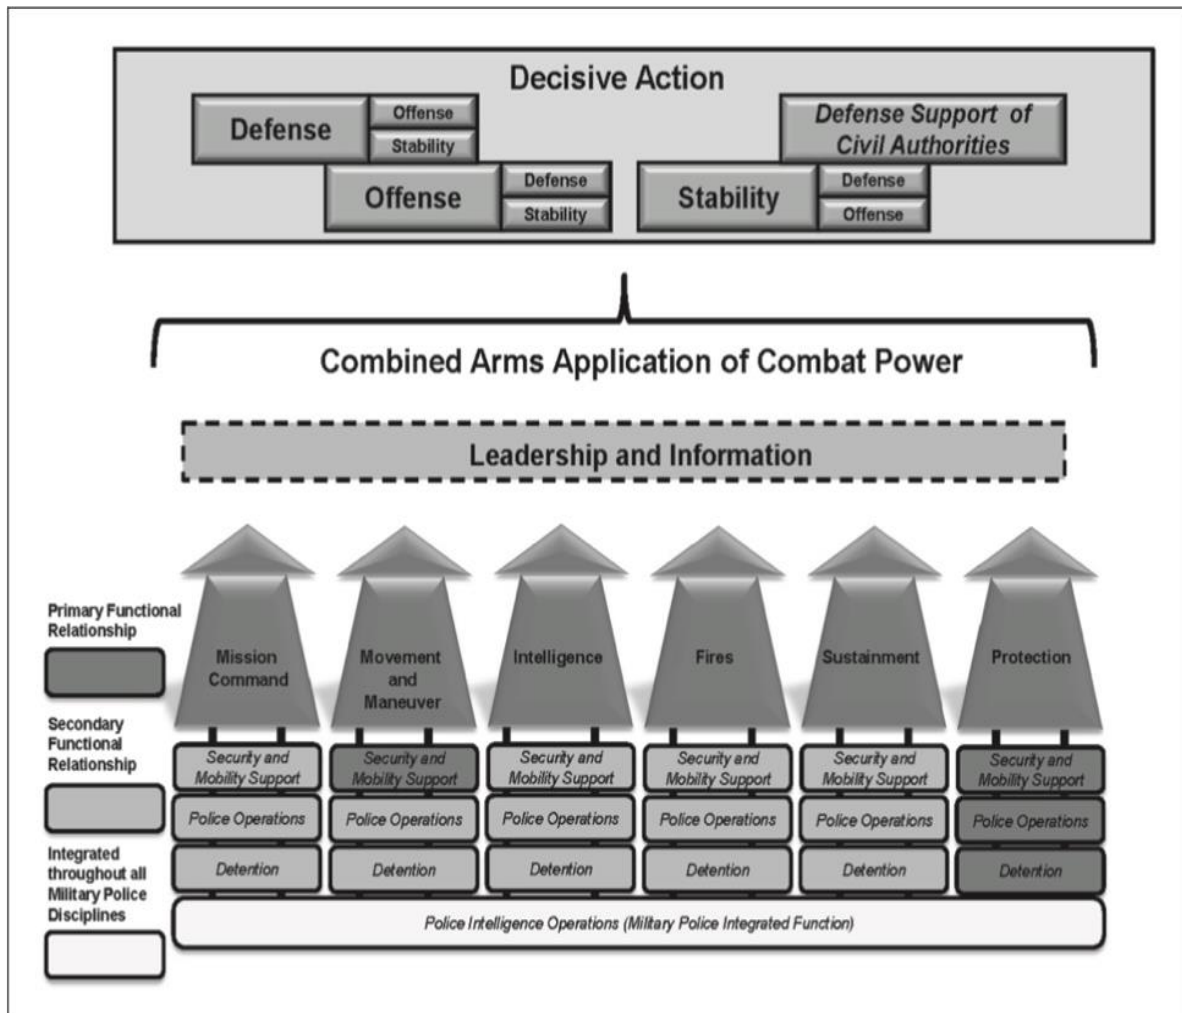 Decisive Action
Defense
Offense
Stability
Offense
Defense
Stability
Stability
Defense
Offense
Defense Support of
Civil Authorities
Combined Arms Application of Combat Power
Leadership and Information
Primary Functional
Relationship
Secondary
Functional
Relationship
Integrated
throughout all
Military Police
Disciplines
Mission
Command
Movement
and
Maneuver
Intelligence
Fires
Sustainment
Protection
Security and
Mobility Support
Security and
Mobility Support
Security and
Mobility Support
Security and
Mobility Support
Security and
Mobility Support
Security and
Mobility Support
Police Operations
Police Operations
Police Operations
Police Operations
Police Operations
Police Operations
Detention
Detention
Detention
Detention
Detention
Detention
Police Intelligence Operations (Military Police Integrated Function)